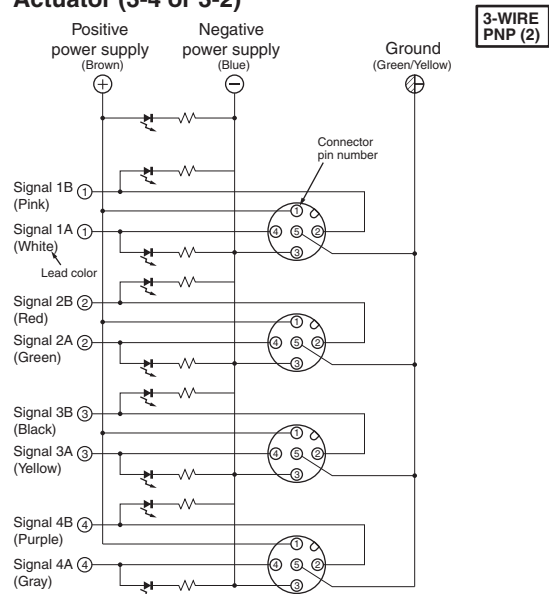 Actuator (3-4 or 3-2)
3-WIRE
PNP (2)
Positive
power supply
(Brown)
+
Negative
power supply
(Blue)
−
Ground
(Green/Yellow)
Connector
pin number
Signal 1B 1
(Pink)
1
Signal 1A 1
(White)
4 5 2
3
Lead color
Signal 2B 2
(Red)
1
Signal 2A 2
(Green)
4 5 2
3
Signal 3B 3
(Black)
1
Signal 3A 3
(Yellow)
4 5 2
3
Signal 4B 4
(Purple)
1
Signal 4A 4
(Gray)
4 5 2
3